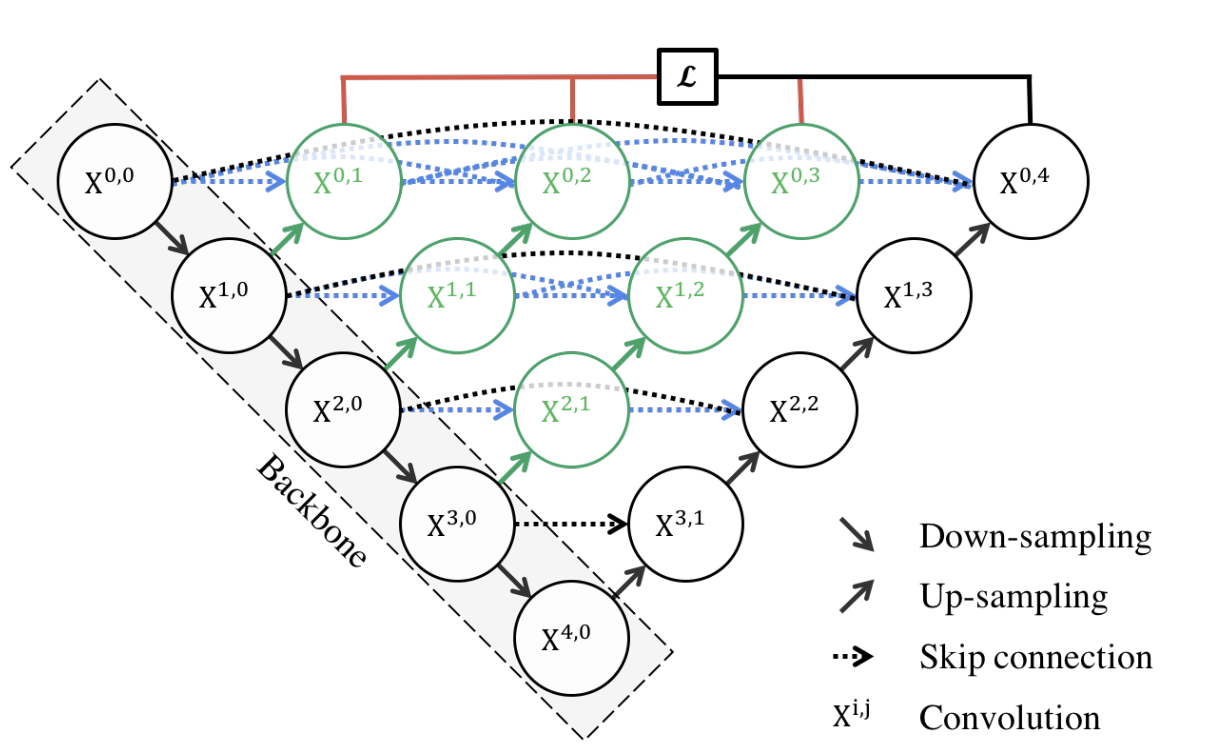 ℒ
X^{0,0}
X^{0,1}
X^{0,2}
X^{0,3}
X^{0,4}
X^{1,0}
X^{1,1}
X^{1,2}
X^{1,3}
X^{2,0}
X^{2,1}
X^{2,2}
Backbone
X^{3,0}
X^{3,1}
X^{4,0}
Down-sampling
Up-sampling
Skip connection
X^{i,j} Convolution